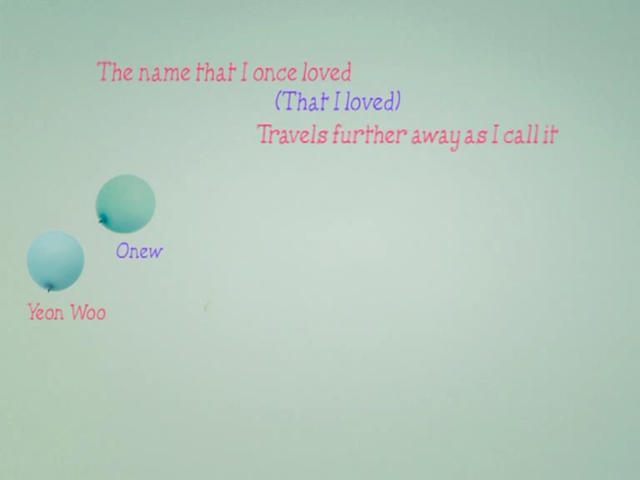 The name that I once loved
(That I loved)
Travels further away as I call it
Onew
Yeon Woo